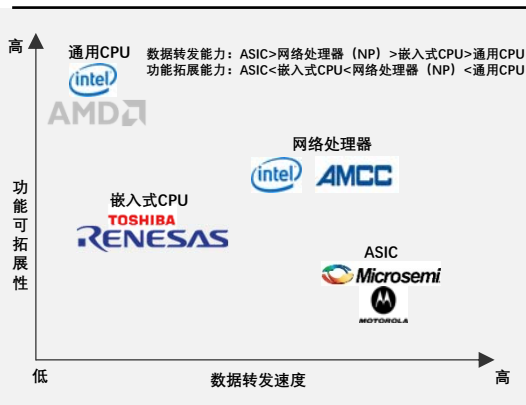 高
通用CPU
数据转发能力：ASIC>网络处理器（NP）>嵌入式CPU>通用CPU
功能拓展能力：ASIC<嵌入式CPU<网络处理器（NP）<通用CPU
intel
AMD
网络处理器
intel AMCC
功能可拓展性
嵌入式CPU
TOSHIBA
RENESAS
ASIC
Microsemi
MOTOROLA
低
数据转发速度
高